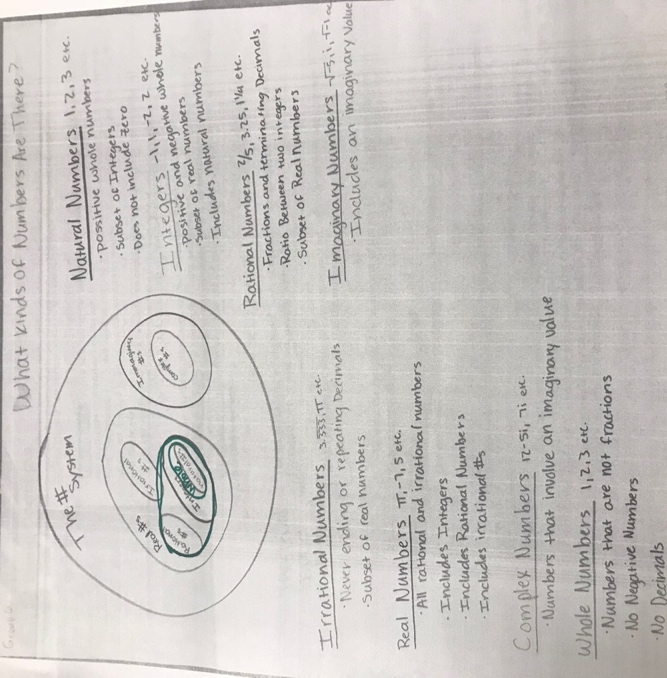 What Kinds of Numbers Are There?
The #
System
Real #s
Irrational
#s
Rational
#s
Whole
Imaginary
#s
Complex
#s
Natural Numbers 1, 2, 3 etc.
· possitive whole numbers
· Subset of Integers
· Does not include zero
Integers -1, 1, -2, 2 etc.
· positive and negative whole numbers
· Subset of real numbers
· Includes natural numbers
Rational Numbers 2/5, 3.25, 1 1/4 etc.
· Fractions and terminating Decimals
· Ratio Between two integers
· Subset of Real numbers
Imaginary Numbers √-3, i, √-1
· Includes an imaginary value
Irrational Numbers 3.333, π etc.
· Never ending or repeating Decimals
· Subset of real numbers
Real Numbers π, -7, 5 etc.
· All rational and irrational numbers
· Includes Integers
· Includes Rational Numbers
· Includes irrational #s
Complex Numbers 12-5i, 7i etc.
· Numbers that involve an imaginary value
Whole Numbers 1, 2, 3 etc.
· Numbers that are not fractions
· No Negative Numbers
· No Decimals